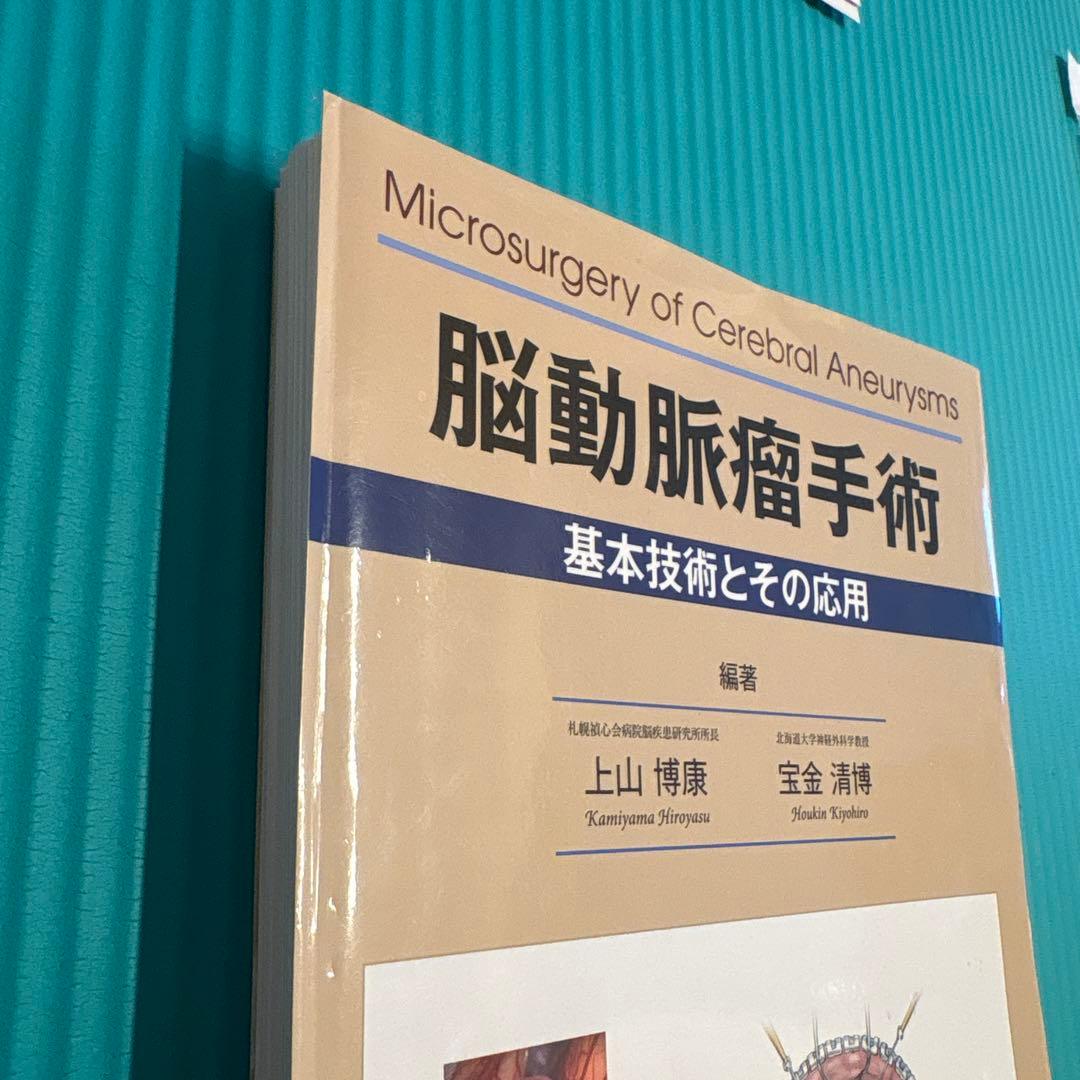 Microsurgery of Cerebral Aneurysms
脳動脈瘤手術
基本技術とその応用
編著
札幌禎心会病院脳疾患研究所所長
上山 博康
Kamiyama Hiroyasu
北海道大学神経外科学教授
宝金 清博
Houkin Kiyohiro